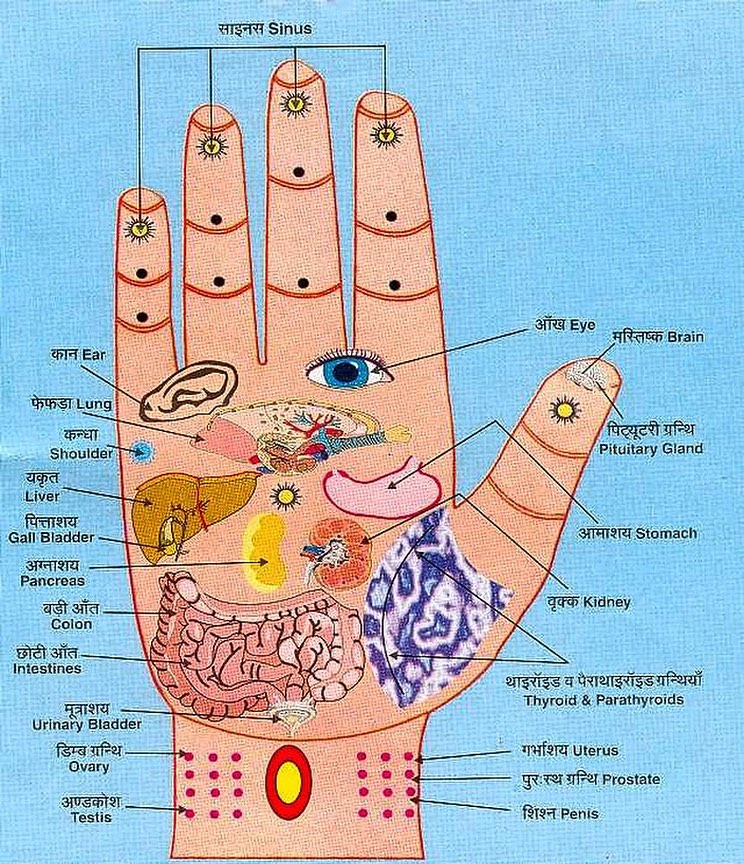 साइनस Sinus
आँख Eye
मस्तिष्क Brain
कान Ear
फेफडा Lung
कन्धा
Shoulder
पिट्यूटरी ग्रन्थि
Pituitary Gland
यकृत
Liver
पित्ताशय
Gall Bladder
आमाशय Stomach
अग्नाशय
Pancreas
वृक्क Kidney
बडी आँत
Colon
छोटी आँत
Intestines
थाइरॉइड व पैराथाइरॉइड ग्रन्थियाँ
Thyroid & Parathyroids
मूत्राशय
Urinary Bladder
डिम्ब ग्रन्थि
Ovary
गर्भाशय Uterus
पुरःस्थ ग्रन्थि Prostate
अण्डकोश
Testis
शिश्न Penis